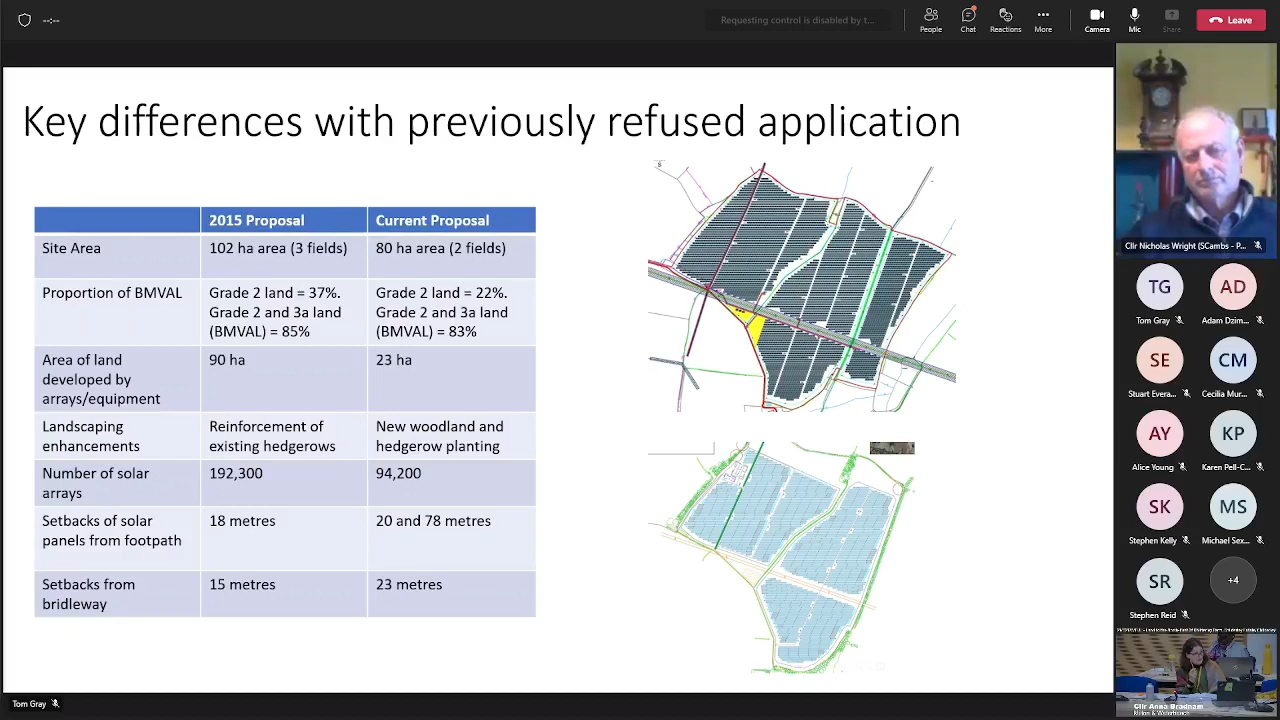 --:--
Requesting control is disabled by t...
People
Chat
Reactions
More
Camera
Mic
Share
Leave
Key differences with previously refused application
2015 Proposal
Current Proposal
Site Area
102 ha area (3 fields)
80 ha area (2 fields)
Proportion of BMVAL
Grade 2 land = 37%.
Grade 2 and 3a land
(BMVAL) = 85%
Grade 2 land = 22%.
Grade 2 and 3a land
(BMVAL) = 83%
Area of land
developed by
arrays/equipment
90 ha
23 ha
Landscaping
enhancements
Reinforcement of
existing hedgerows
New woodland and
hedgerow planting
Number of solar
arrays
192,300
94,200
Setbacks of solar
panels from footpath
18 metres
20 and 78 metres
Setbacks from
bridleway
15 metres
23 metres
Cllr Nicholas Wright (SCambs - P...
TG
Tom Gray
AD
Adam Dzim...
SE
Stuart Evera...
CM
Cecilia Mur...
AY
Alice Young
KP
Karen Pell C...
SK
Stephen Kelly
MS
Michael Sex...
SR
Stephen Reid
Cllr Anna Bradnam
Milton & Waterbeach
Tom Gray